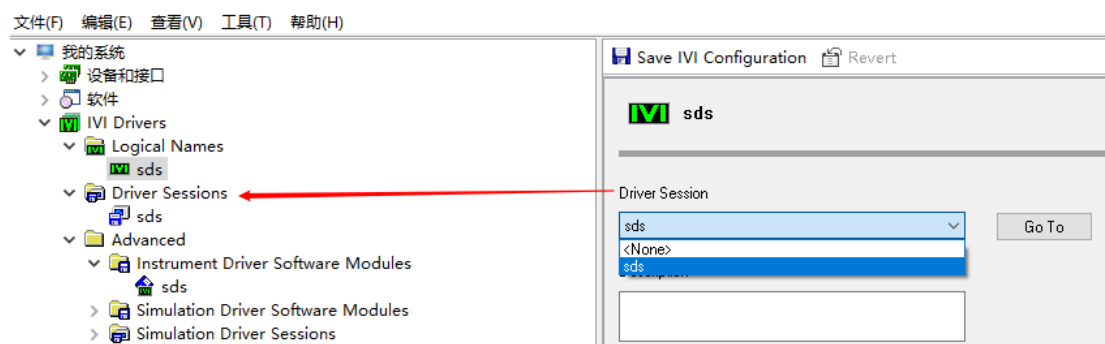 文件(F) 编辑(E) 查看(V) 工具(T) 帮助(H)
我的系统
设备和接口
软件
IVI Drivers
Logical Names
sds
Driver Sessions
sds
Advanced
Instrument Driver Software Modules
sds
Simulation Driver Software Modules
Simulation Driver Sessions
Save IVI Configuration Revert
IVI sds
Driver Session
sds Go To
<None>
sds